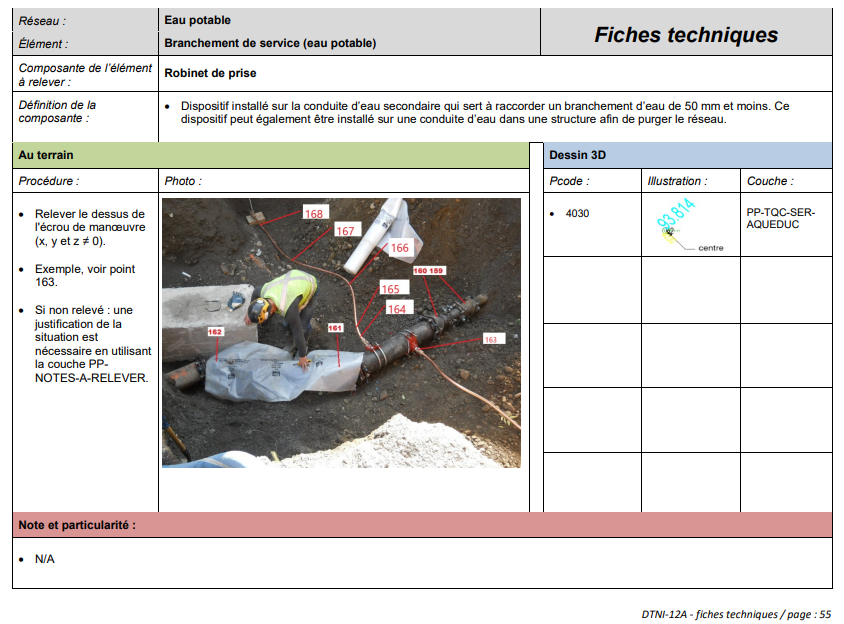 Réseau :
Eau potable
Fiches techniques
Élément :
Branchement de service (eau potable)
Composante de l'élément
à relever :
Robinet de prise
Définition de la
composante :
• Dispositif installé sur la conduite d'eau secondaire qui sert à raccorder un branchement d'eau de 50 mm et moins. Ce
dispositif peut également être installé sur une conduite d'eau dans une structure afin de purger le réseau.
Au terrain
Dessin 3D
Procédure :
Photo :
Pcode :
Illustration :
Couche :
• Relever le dessus de
l'écrou de manœuvre
(x, y et z ≠ 0).
• Exemple, voir point
163.
• Si non relevé : une
justification de la
situation est
nécessaire en utilisant
la couche PP-
NOTES-A-RELEVER.
168
167
166
160 159
165
164
162
161
163
• 4030
93.814
centre
PP-TQC-SER-
AQUEDUC
Note et particularité :
• N/A
DTNI-12A - fiches techniques / page : 55